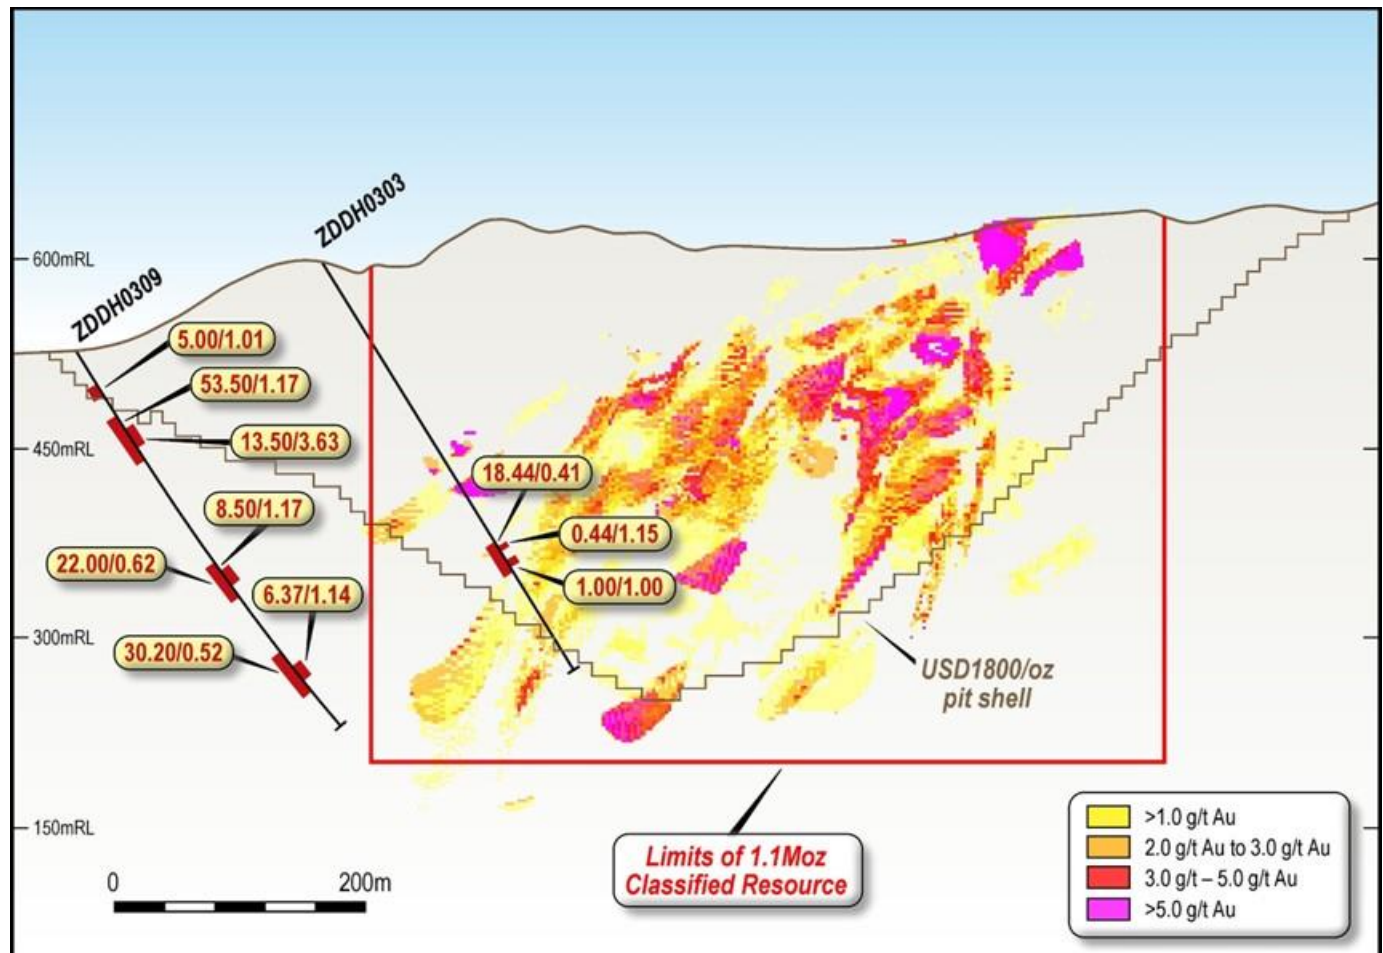 ZDDH0303
600mRL
ZDDH0309
5.00/1.01
53.50/1.17
13.50/3.63
450mRL
18.44/0.41
8.50/1.17
0.44/1.15
22.00/0.62
1.00/1.00
6.37/1.14
300mRL
30.20/0.52
USD1800/oz
pit shell
150mRL
Limits of 1.1Moz
Classified Resource
0 200m
>1.0 g/t Au
2.0 g/t Au to 3.0 g/t Au
3.0 g/t – 5.0 g/t Au
>5.0 g/t Au